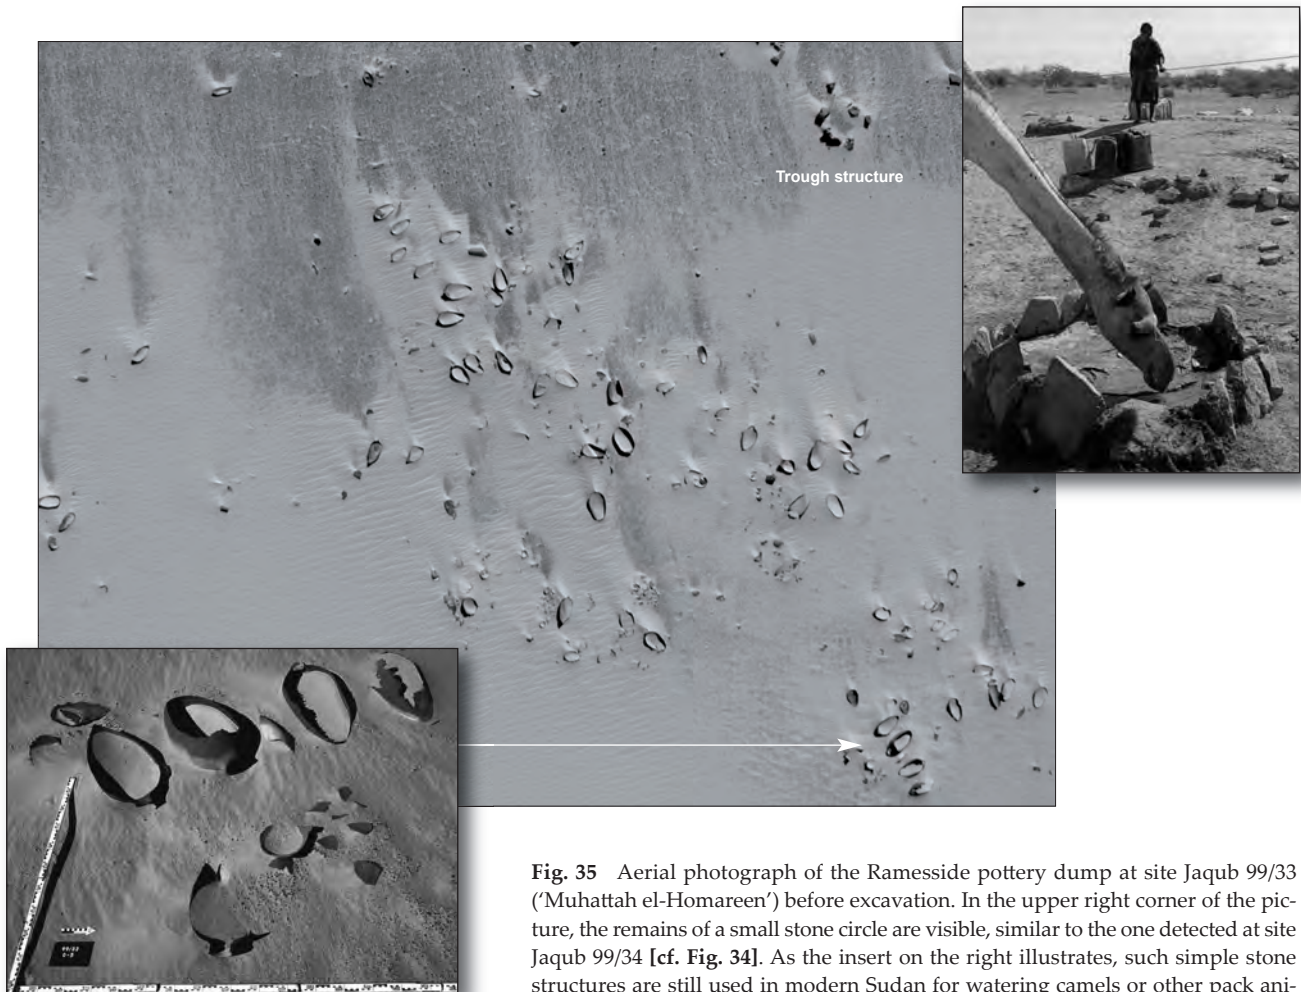 Trough structure
99/33
Fig. 35 Aerial photograph of the Ramesside pottery dump at site Jaqub 99/33
(‘Muhattah el-Homareen’) before excavation. In the upper right corner of the pic-
ture, the remains of a small stone circle are visible, similar to the one detected at site
Jaqub 99/34 [cf. Fig. 34]. As the insert on the right illustrates, such simple stone
structures are still used in modern Sudan for watering camels or other pack ani-